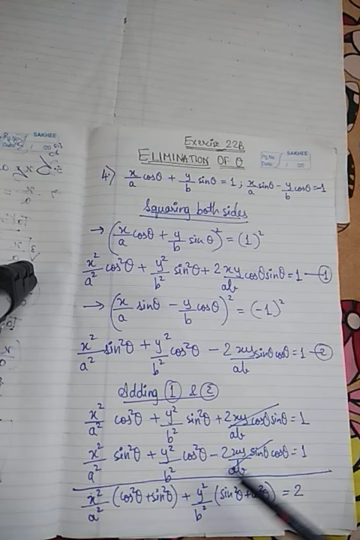 Exercise 22B
SAKHEE
ELIMINATION OF θ
Pg No.
Date
4.) x/a cosθ + y/b sinθ = 1 ; x/a sinθ - y/b cosθ = 1
Squaring both sides
→ (x/a cosθ + y/b sinθ)² = (1)²
x²/a² cos²θ + y²/b² sin²θ + 2xy/ab cosθ sinθ = 1 — ①
→ (x/a sinθ - y/b cosθ)² = (-1)²
x²/a² sin²θ + y²/b² cos²θ - 2xy/ab sinθ cosθ = 1 — ②
Adding ① & ②
x²/a² cos²θ + y²/b² sin²θ + 2xy/ab cosθ sinθ = 1
x²/a² sin²θ + y²/b² cos²θ - 2xy/ab sinθ cosθ = 1
x²/a² (cos²θ + sin²θ) + y²/b² (sin²θ + cos²θ) = 2